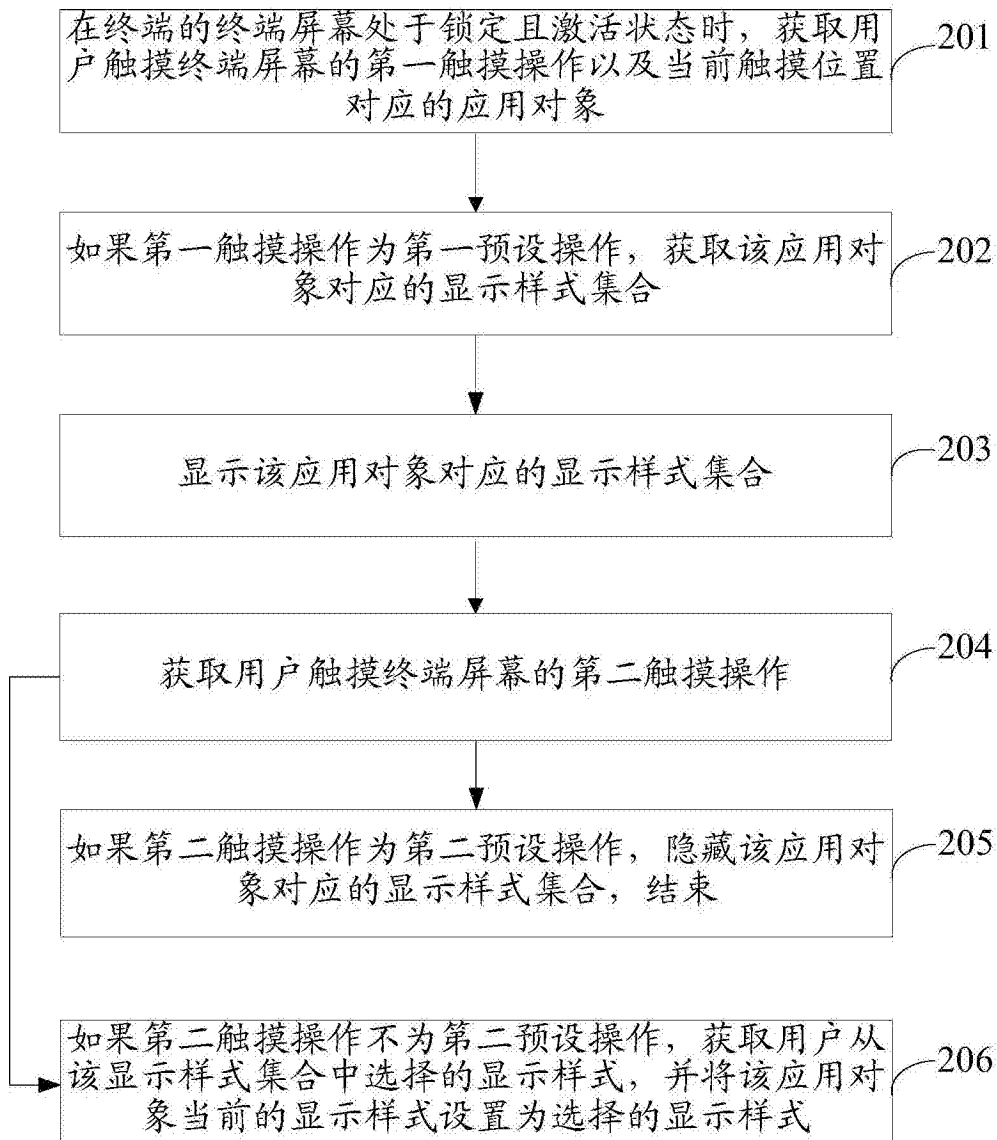 在终端的终端屏幕处于锁定且激活状态时，获取用
户触摸终端屏幕的第一触摸操作以及当前触摸位置
对应的应用对象
201
如果第一触摸操作为第一预设操作，获取该应用对
象对应的显示样式集合
202
显示该应用对象对应的显示样式集合
203
获取用户触摸终端屏幕的第二触摸操作
204
如果第二触摸操作为第二预设操作，隐藏该应用对
象对应的显示样式集合，结束
205
如果第二触摸操作不为第二预设操作，获取用户从
该显示样式集合中选择的显示样式，并将该应用对
象当前的显示样式设置为选择的显示样式
206